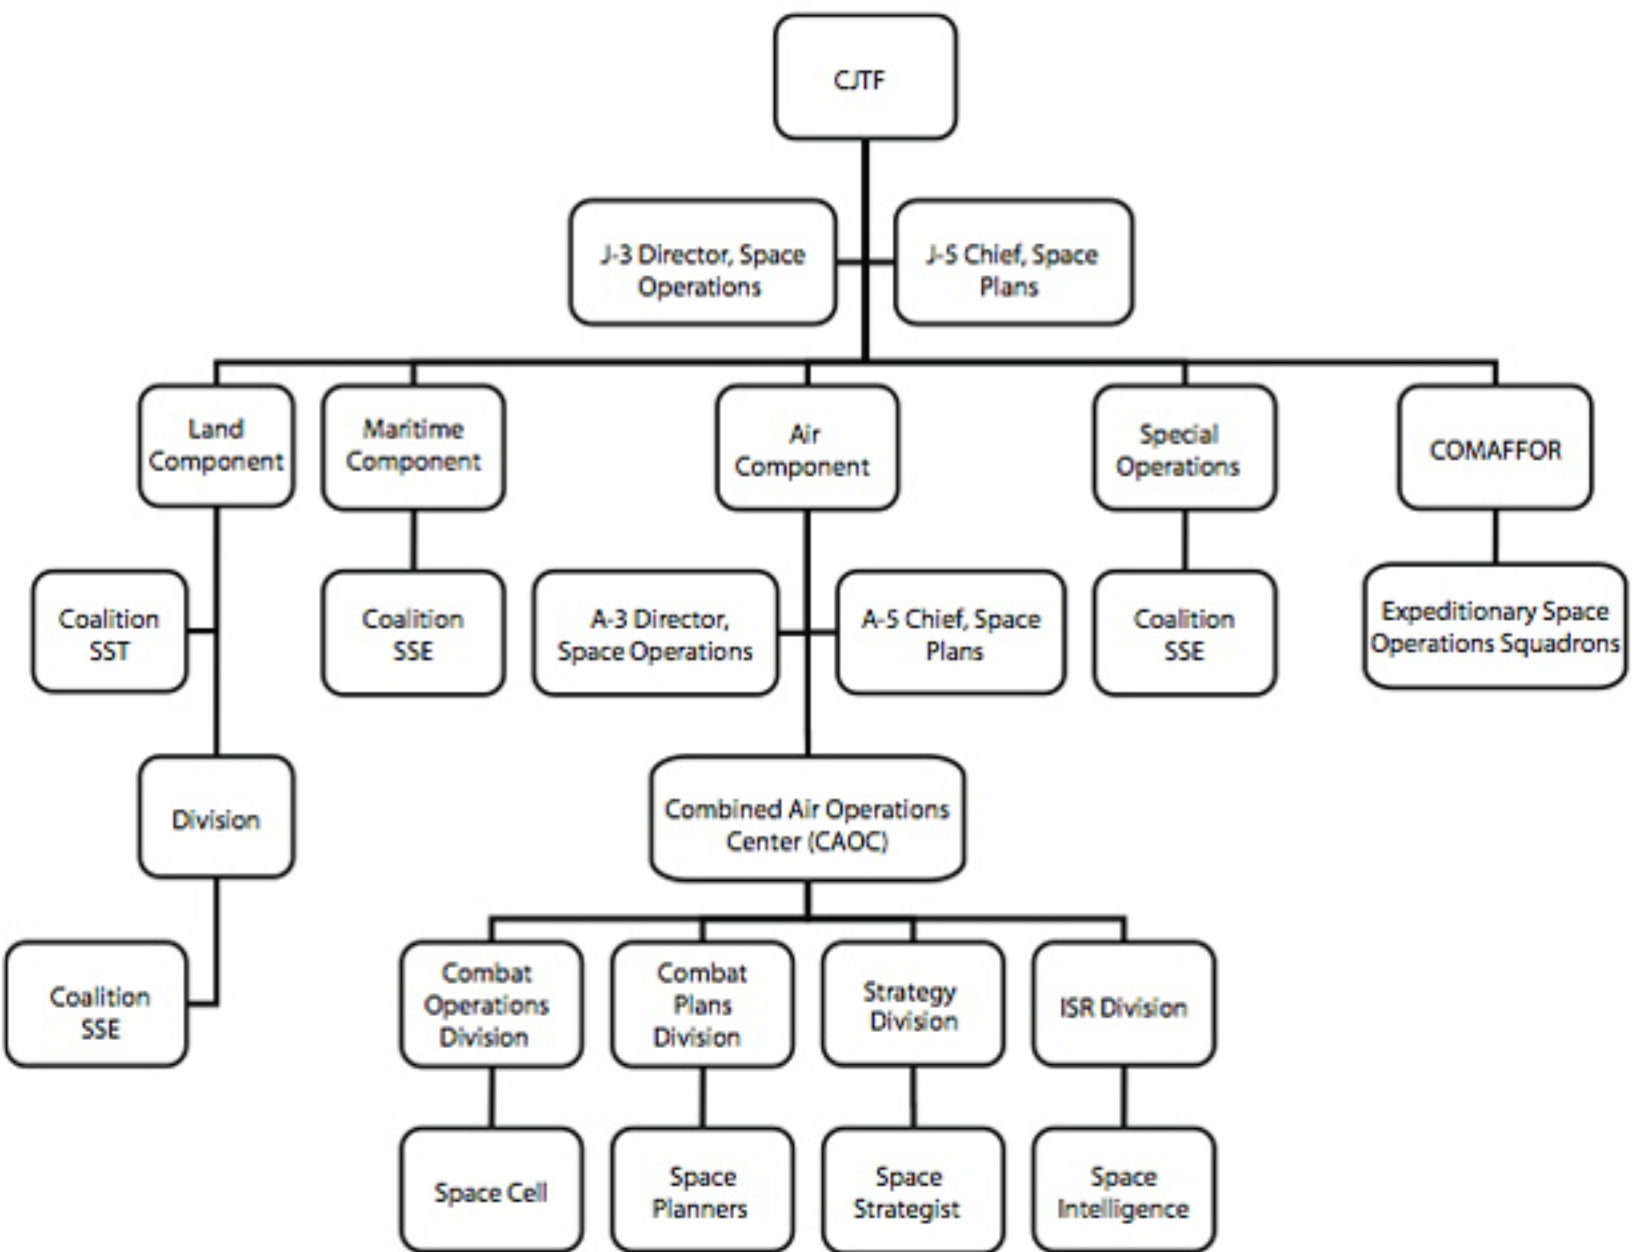 CJTF
J-3 Director, Space
Operations
J-5 Chief, Space
Plans
Land
Component
Maritime
Component
Air
Component
Special
Operations
COMAFFOR
Coalition
SST
Coalition
SSE
A-3 Director,
Space Operations
A-5 Chief, Space
Plans
Coalition
SSE
Expeditionary Space
Operations Squadrons
Division
Combined Air Operations
Center (CAOC)
Coalition
SSE
Combat
Operations
Division
Combat
Plans
Division
Strategy
Division
ISR Division
Space Cell
Space
Planners
Space
Strategist
Space
Intelligence